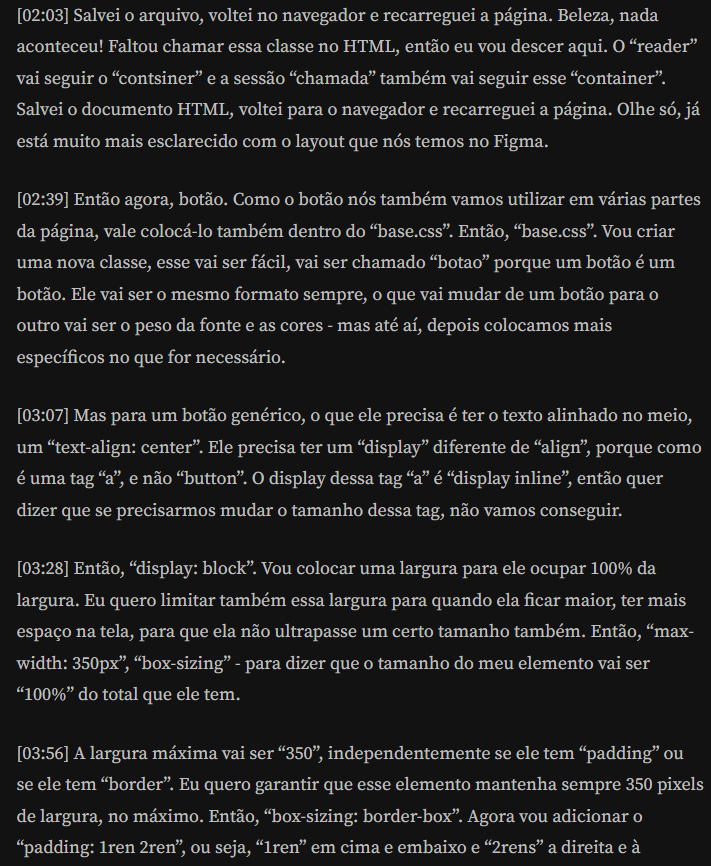 [02:03] Salvei o arquivo, voltei no navegador e recarreguei a página. Beleza, nada
aconteceu! Faltou chamar essa classe no HTML, então eu vou descer aqui. O “reader”
vai seguir o “contsiner” e a sessão “chamada” também vai seguir esse “container”.
Salvei o documento HTML, voltei para o navegador e recarreguei a página. Olhe só, já
está muito mais esclarecido com o layout que nós temos no Figma.
[02:39] Então agora, botão. Como o botão nós também vamos utilizar em várias partes
da página, vale colocá-lo também dentro do “base.css”. Então, “base.css”. Vou criar
uma nova classe, esse vai ser fácil, vai ser chamado “botao” porque um botão é um
botão. Ele vai ser o mesmo formato sempre, o que vai mudar de um botão para o
outro vai ser o peso da fonte e as cores - mas até aí, depois colocamos mais
específicos no que for necessário.
[03:07] Mas para um botão genérico, o que ele precisa é ter o texto alinhado no meio,
um “text-align: center”. Ele precisa ter um “display” diferente de “align”, porque como
é uma tag “a”, e não “button”. O display dessa tag “a” é “display inline”, então quer
dizer que se precisarmos mudar o tamanho dessa tag, não vamos conseguir.
[03:28] Então, “display: block”. Vou colocar uma largura para ele ocupar 100% da
largura. Eu quero limitar também essa largura para quando ela ficar maior, ter mais
espaço na tela, para que ela não ultrapasse um certo tamanho também. Então, “max-
width: 350px”, “box-sizing” - para dizer que o tamanho do meu elemento vai ser
“100%” do total que ele tem.
[03:56] A largura máxima vai ser “350”, independentemente se ele tem “padding” ou
se ele tem “border”. Eu quero garantir que esse elemento mantenha sempre 350 pixels
de largura, no máximo. Então, “box-sizing: border-box”. Agora vou adicionar o
“padding: 1ren 2ren”, ou seja, “1ren” em cima e embaixo e “2rens” a direita e à